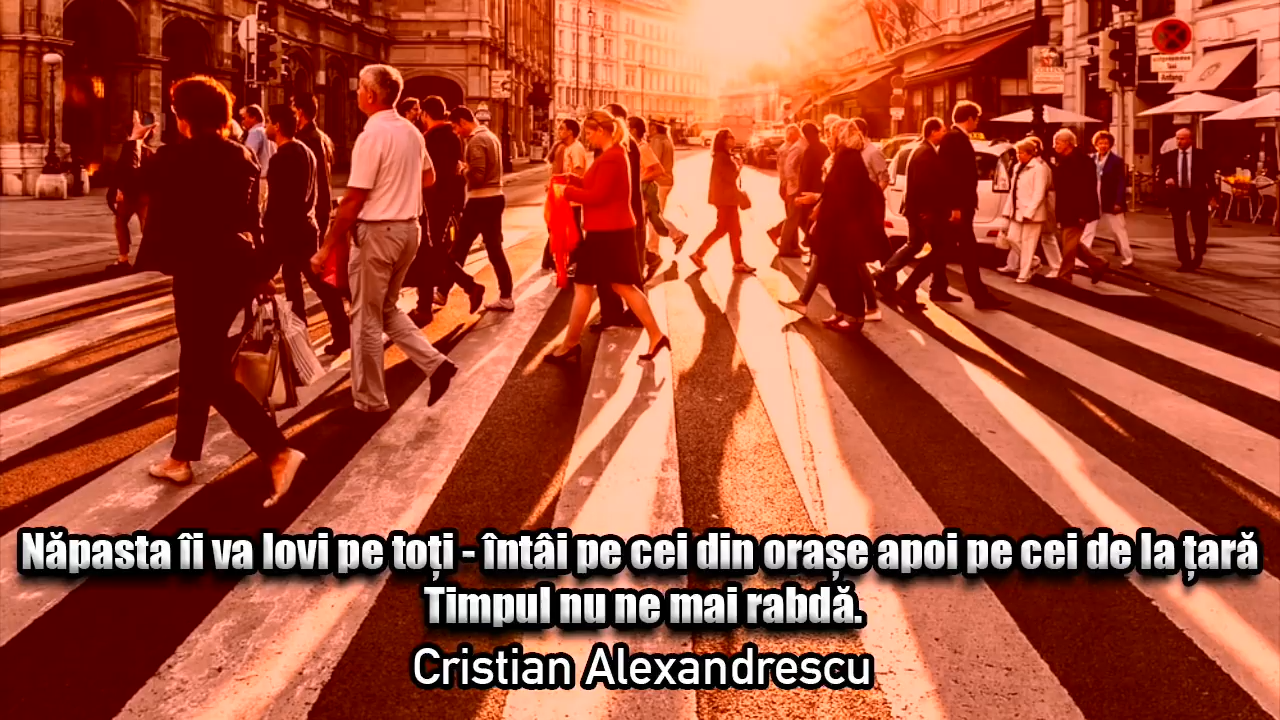 Năpasta îi va lovi pe toți - întâi pe cei din orașe apoi pe cei de la țară
Timpul nu ne mai rabdă.
Cristian Alexandrescu